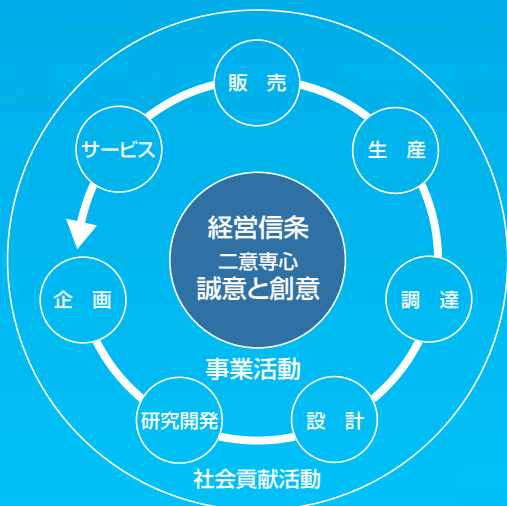 販　売
サービス
生　産
経営信条
二意専心
誠意と創意
企　画
調　達
事業活動
研究開発
設　計
社会貢献活動